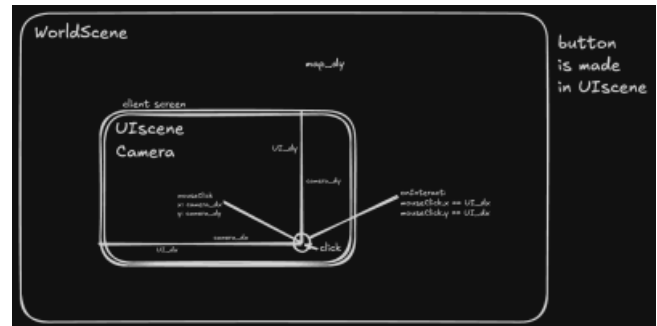 WorldScene
button
is made
in UIscene
map_dy
client screen
UIscene
Camera
UI_dy
camera_dy
mouseClick
x: camera_dx
y: camera_dy
onInteract:
mouseClick.x == UI_dx
mouseClick.y == UI_dx
camera_dx
UI_dx
click